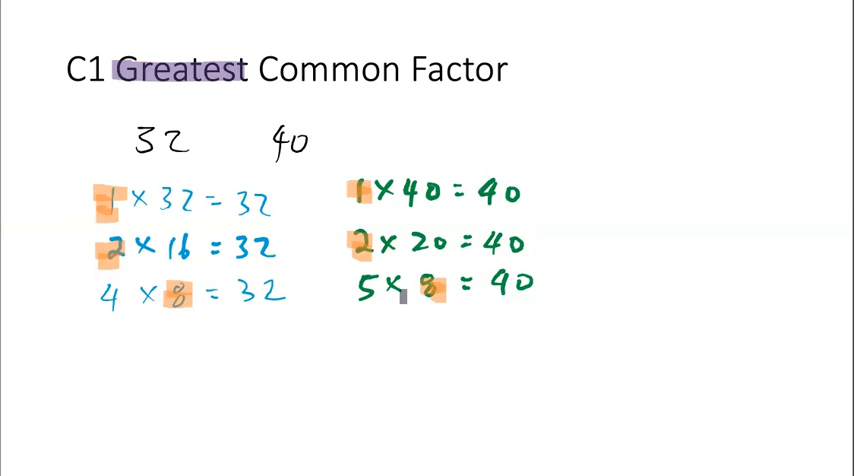 C1 Greatest Common Factor
32 40
1 × 32 = 32
2 × 16 = 32
4 × 8 = 32
1 × 40 = 40
2 × 20 = 40
5 × 8 = 40